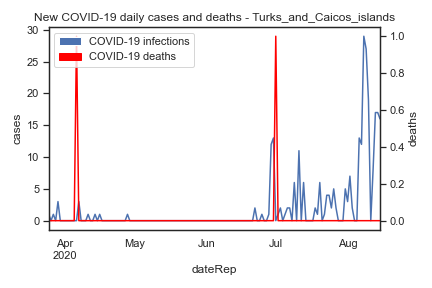 New COVID-19 daily cases and deaths - Turks_and_Caicos_islands
COVID-19 infections
COVID-19 deaths
30
25
20
15
10
5
0
cases
1.0
0.8
0.6
0.4
0.2
0.0
deaths
Apr May Jun Jul Aug
2020
dateRep